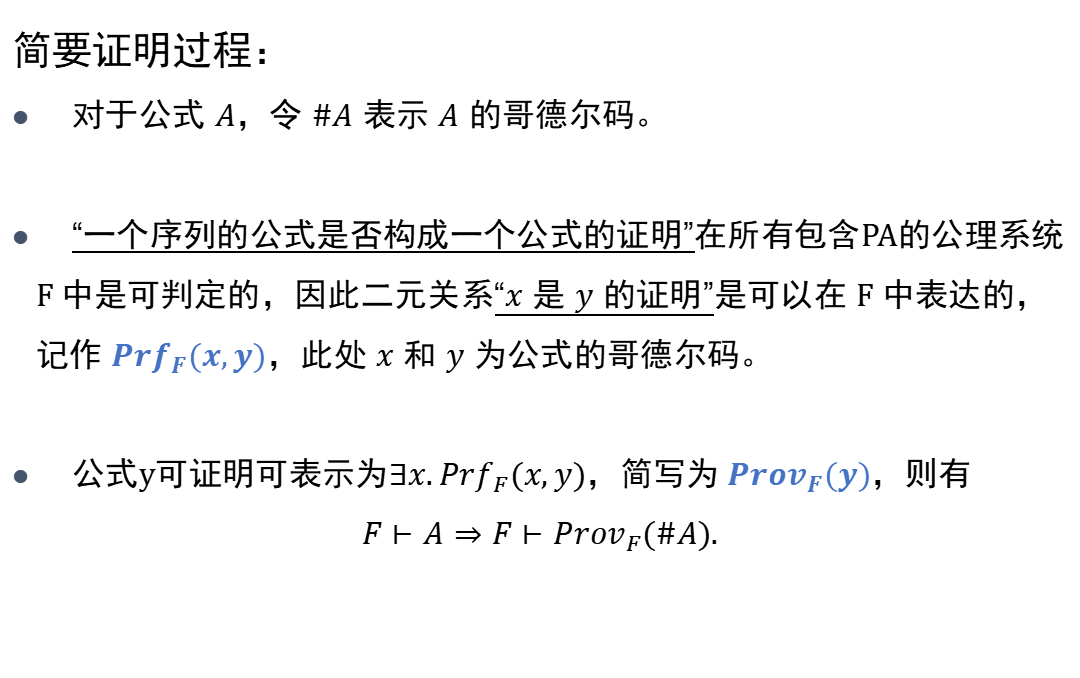 简要证明过程：
• 对于公式 A，令 #A 表示 A 的哥德尔码。
• “一个序列的公式是否构成一个公式的证明”在所有包含PA的公理系统
F 中是可判定的，因此二元关系“x 是 y 的证明”是可以在 F 中表达的，
记作 Prf_F(x, y)，此处 x 和 y 为公式的哥德尔码。
• 公式y可证明可表示为∃x. Prf_F(x, y)，简写为 Prov_F(y)，则有
F ⊢ A ⇒ F ⊢ Prov_F(#A).